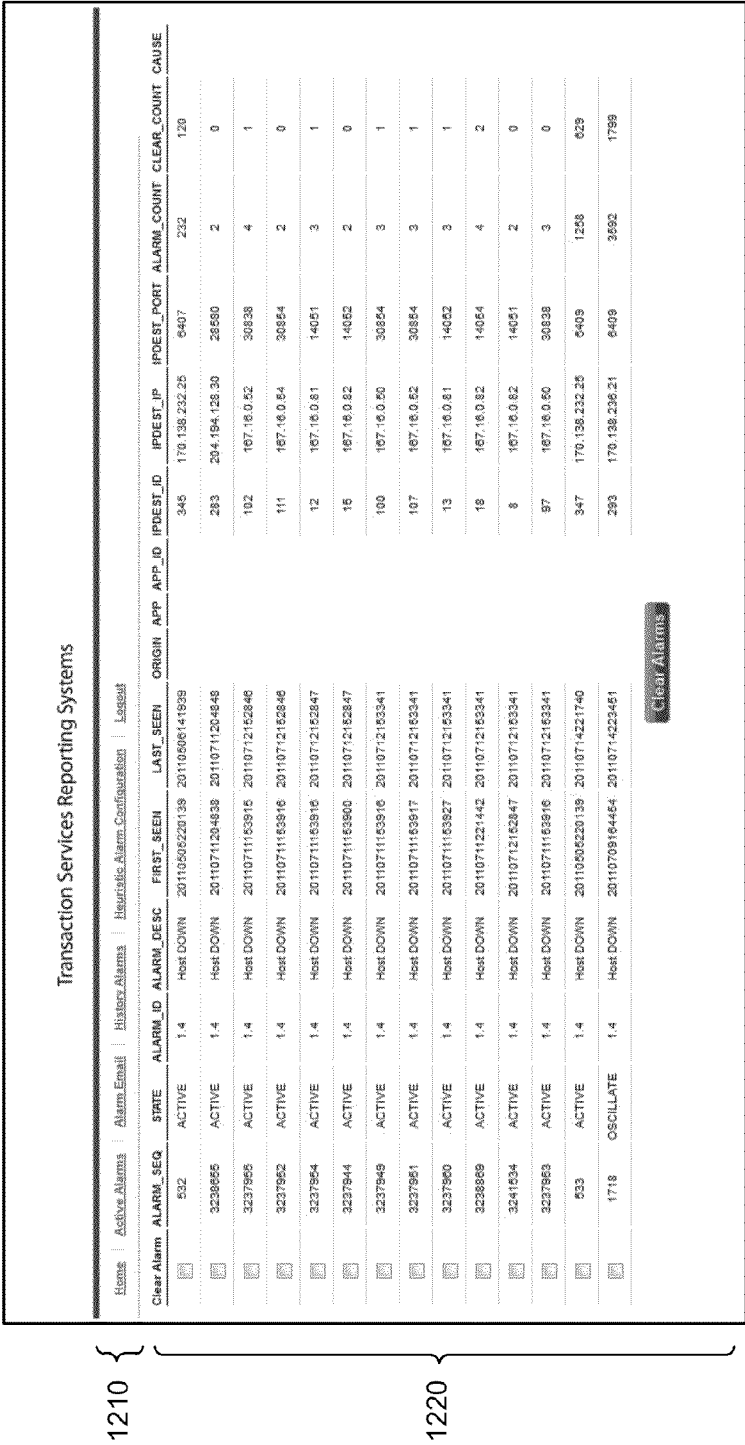 Transaction Services Reporting Systems
1210
Home | Active Alarms | Alarm Email | History Alarms | Heuristic Alarm Configuration | Logout
1220
Clear Alarm ALARM_SEQ STATE ALARM_ID ALARM_DESC FIRST_SEEN LAST_SEEN ORIGIN APP APP_ID IPDEST_ID IPDEST_IP IPDEST_PORT ALARM_COUNT CLEAR_COUNT CAUSE
532 ACTIVE 1.4 Host DOWN 20110505220139 20110506141939 345 170.138.232.25 6407 232 120
3238655 ACTIVE 1.4 Host DOWN 20110711204838 20110711204848 283 204.194.128.30 28580 2 0
3237955 ACTIVE 1.4 Host DOWN 20110711153915 20110712152846 102 167.16.0.52 30838 4 1
3237952 ACTIVE 1.4 Host DOWN 20110711153916 20110712152846 111 167.16.0.54 30854 2 0
3237954 ACTIVE 1.4 Host DOWN 20110711153916 20110712152847 12 167.16.0.81 14051 3 1
3237944 ACTIVE 1.4 Host DOWN 20110711153900 20110712152847 15 167.16.0.82 14052 2 0
3237949 ACTIVE 1.4 Host DOWN 20110711153916 20110712153341 100 167.16.0.50 30854 3 1
3237951 ACTIVE 1.4 Host DOWN 20110711153917 20110712153341 107 167.16.0.52 30854 3 1
3237960 ACTIVE 1.4 Host DOWN 20110711153927 20110712153341 13 167.16.0.81 14052 3 1
3238869 ACTIVE 1.4 Host DOWN 20110711221442 20110712153341 18 167.16.0.82 14054 4 2
3241534 ACTIVE 1.4 Host DOWN 20110712152847 20110712153341 8 167.16.0.82 14051 2 0
3237953 ACTIVE 1.4 Host DOWN 20110711153916 20110712153341 97 167.16.0.50 30838 3 0
533 ACTIVE 1.4 Host DOWN 20110505220139 20110714221740 347 170.138.232.25 6409 1258 629
1718 OSCILLATE 1.4 Host DOWN 20110709164454 20110714223451 293 170.138.236.21 6409 3592 1799
Clear Alarms